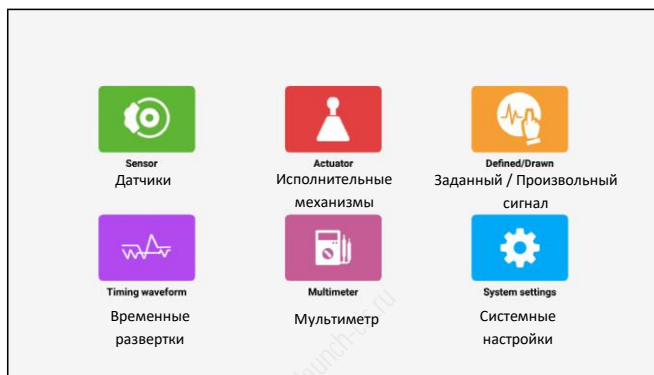 Sensor
Датчики
Actuator
Исполнительные
механизмы
Defined/Drawn
Заданный / Произвольный
сигнал
Timing waveform
Временные
развертки
Multimeter
Мультиметр
System settings
Системные
настройки